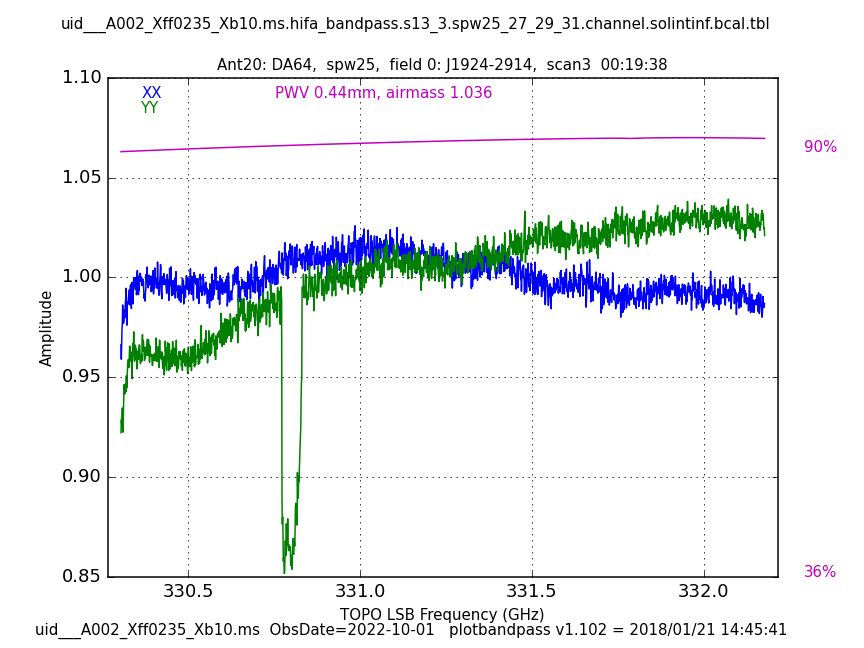 uid___A002_Xff0235_Xb10.ms.hifa_bandpass.s13_3.spw25_27_29_31.channel.solintinf.bcal.tbl
Ant20: DA64,  spw25,  field 0: J1924-2914,  scan3  00:19:38
XX
YY
PWV 0.44mm, airmass 1.036
1.10
1.05
1.00
0.95
0.90
0.85
Amplitude
90%
36%
330.5
331.0
331.5
332.0
TOPO LSB Frequency (GHz)
uid___A002_Xff0235_Xb10.ms  ObsDate=2022-10-01   plotbandpass v1.102 = 2018/01/21 14:45:41